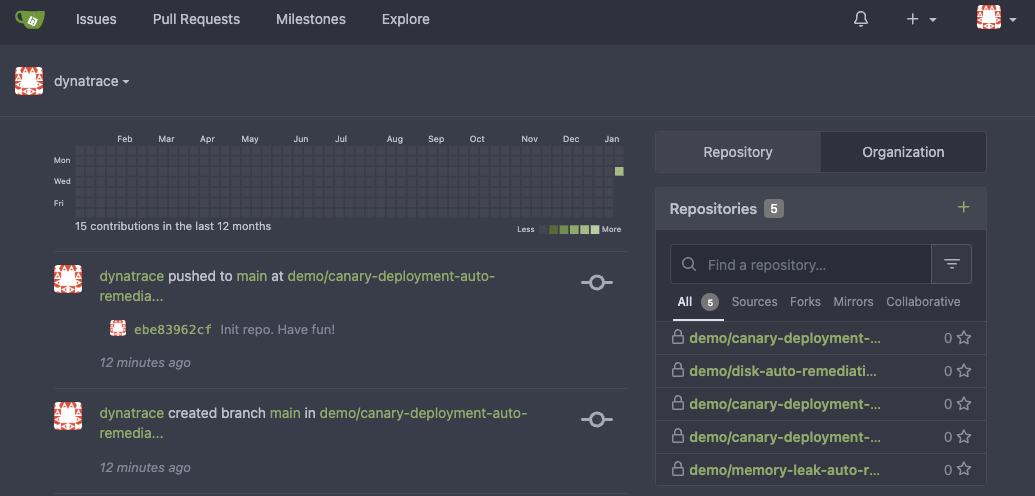 Issues Pull Requests Milestones Explore
dynatrace
Feb Mar Apr May Jun Jul Aug Sep Oct Nov Dec Jan
Mon
Wed
Fri
15 contributions in the last 12 months
Less More
dynatrace pushed to main at demo/canary-deployment-auto-
remedia...
ebe83962cf Init repo. Have fun!
12 minutes ago
dynatrace created branch main in demo/canary-deployment-auto-
remedia...
12 minutes ago
Repository Organization
Repositories 5
Find a repository...
All 5 Sources Forks Mirrors Collaborative
demo/canary-deployment-... 0
demo/disk-auto-remediati... 0
demo/canary-deployment-... 0
demo/canary-deployment-... 0
demo/memory-leak-auto-r... 0